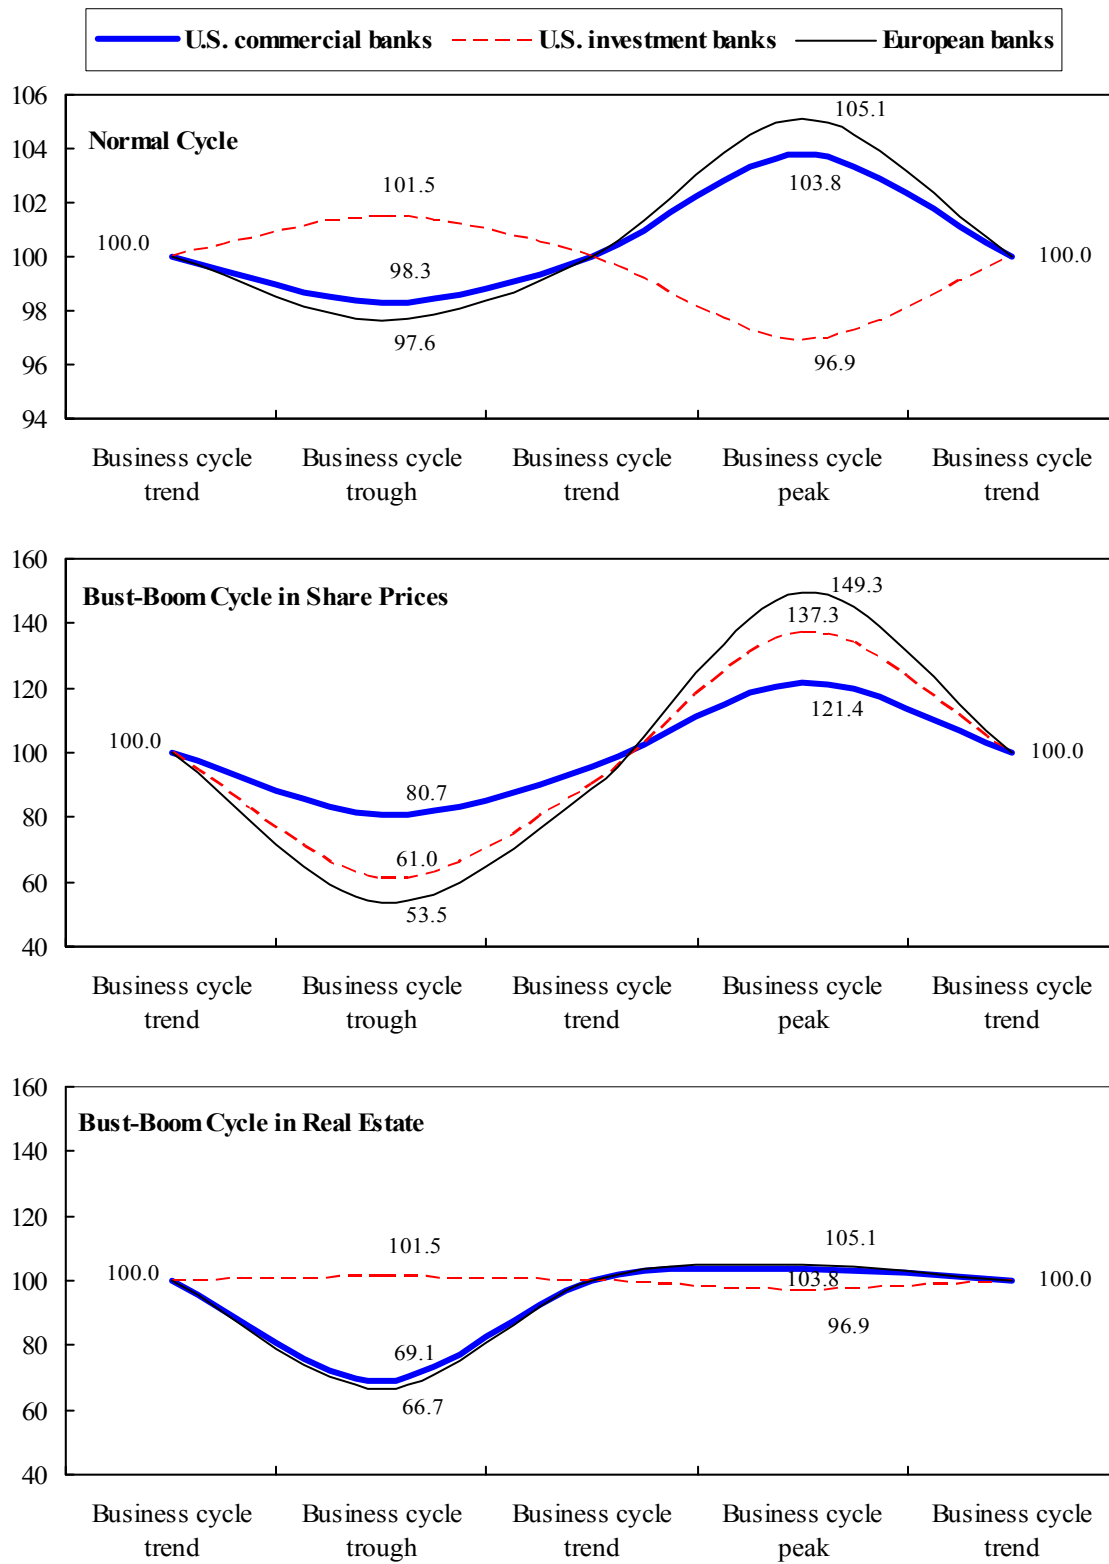 U.S. commercial banks U.S. investment banks European banks
106
104
102
100
98
96
94
Normal Cycle
105.1
103.8
101.5
100.0
98.3
97.6
96.9
100.0
Business cycle trend
Business cycle trough
Business cycle trend
Business cycle peak
Business cycle trend
160
140
120
100
80
60
40
Bust-Boom Cycle in Share Prices
149.3
137.3
121.4
100.0
80.7
61.0
53.5
100.0
Business cycle trend
Business cycle trough
Business cycle trend
Business cycle peak
Business cycle trend
160
140
120
100
80
60
40
Bust-Boom Cycle in Real Estate
105.1
101.5
100.0
103.8
100.0
96.9
69.1
66.7
Business cycle trend
Business cycle trough
Business cycle trend
Business cycle peak
Business cycle trend